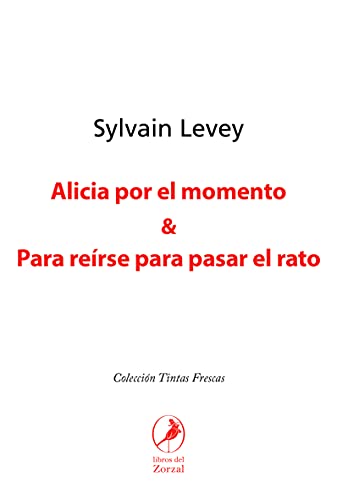 Sylvain Levey
Alicia por el momento
&
Para reírse para pasar el rato
Colección Tintas Frescas
libros del
Zorzal